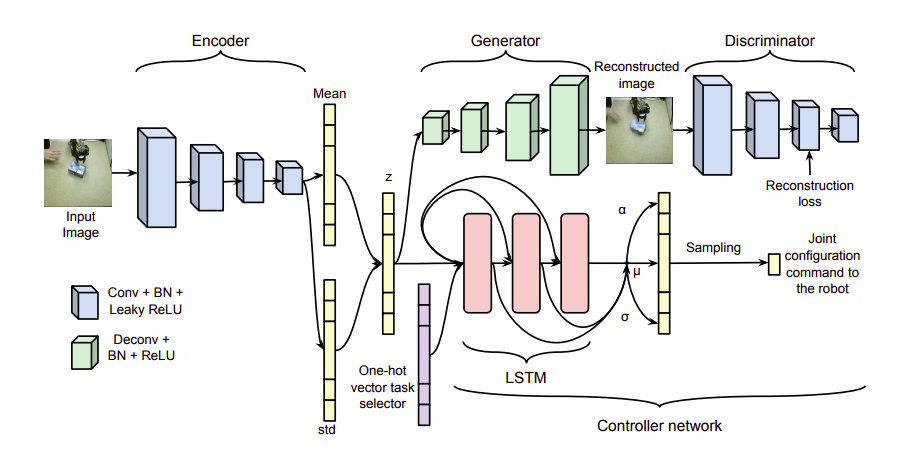 Encoder
Generator
Discriminator
Mean
Reconstructed
image
z
Input
Image
Reconstruction
loss
α
μ
σ
Sampling
Joint
configuration
command to
the robot
Conv + BN +
Leaky ReLU
Deconv +
BN + ReLU
One-hot
vector task
selector
std
LSTM
Controller network